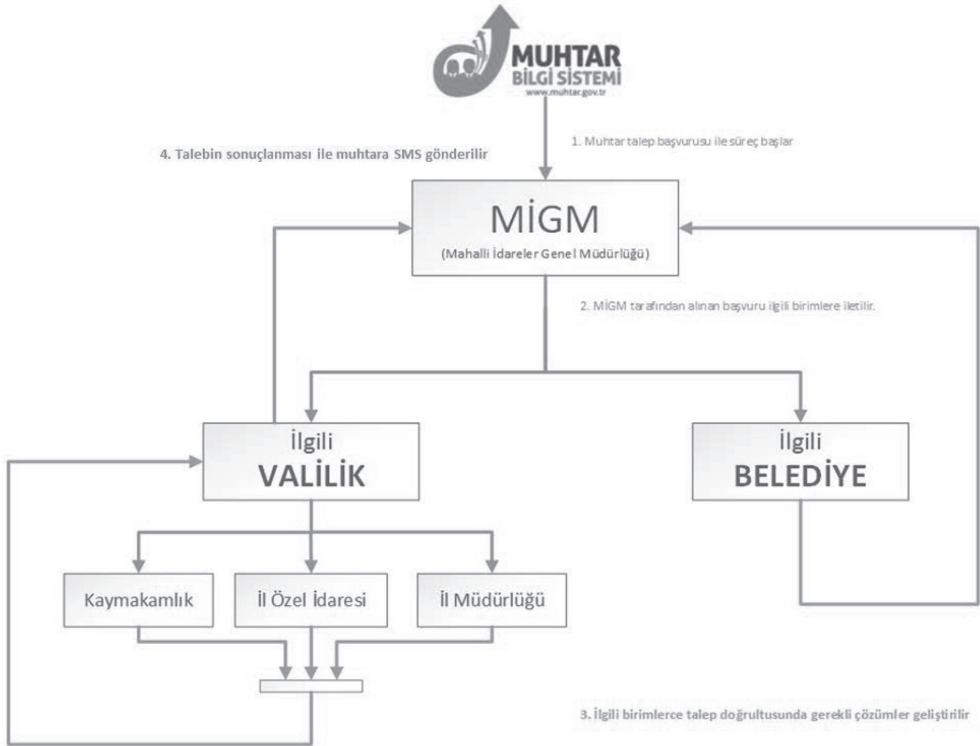 MUHTAR
BİLGİ SİSTEMİ
www.muhtar.gov.tr
1. Muhtar talep başvurusu ile süreç başlar
4. Talebin sonuçlanması ile muhtara SMS gönderilir
MİGM
(Mahalli İdareler Genel Müdürlüğü)
2. MİGM tarafından alınan başvuru ilgili birimlere iletilir.
İlgili
VALİLİK
İlgili
BELEDİYE
Kaymakamlık
İl Özel İdaresi
İl Müdürlüğü
3. İlgili birimlerce talep doğrultusunda gerekli çözümler geliştirilir